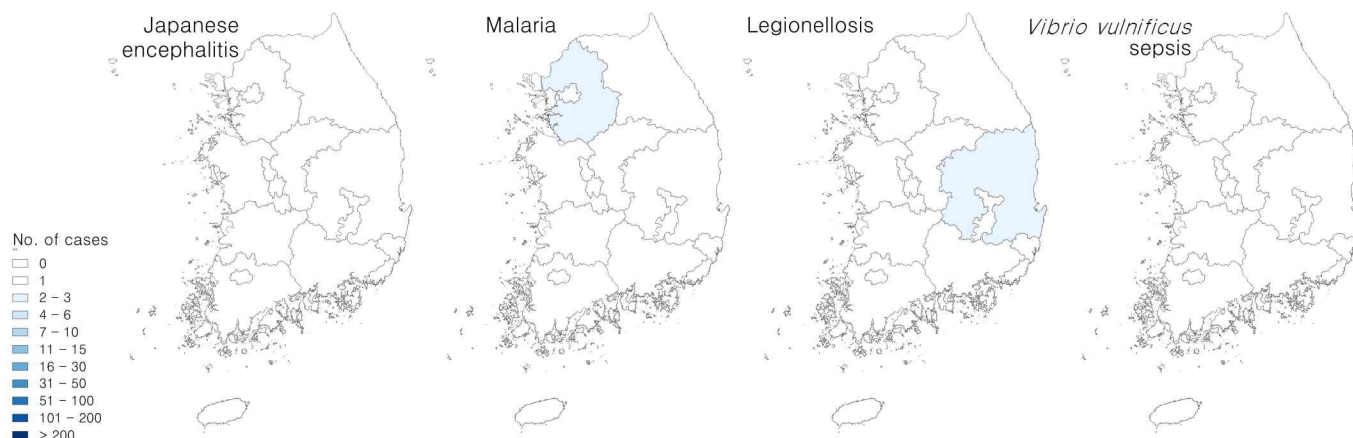 Japanese
encephalitis
Malaria
Legionellosis
Vibrio vulnificus
sepsis
No. of cases
0
1
2 – 3
4 – 6
7 – 10
11 – 15
16 – 30
31 – 50
51 – 100
101 – 200
> 200